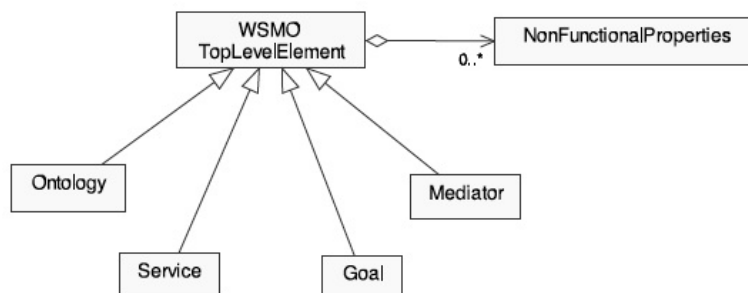 WSMO
TopLevelElement
NonFunctionalProperties
0..*
Ontology
Mediator
Service
Goal